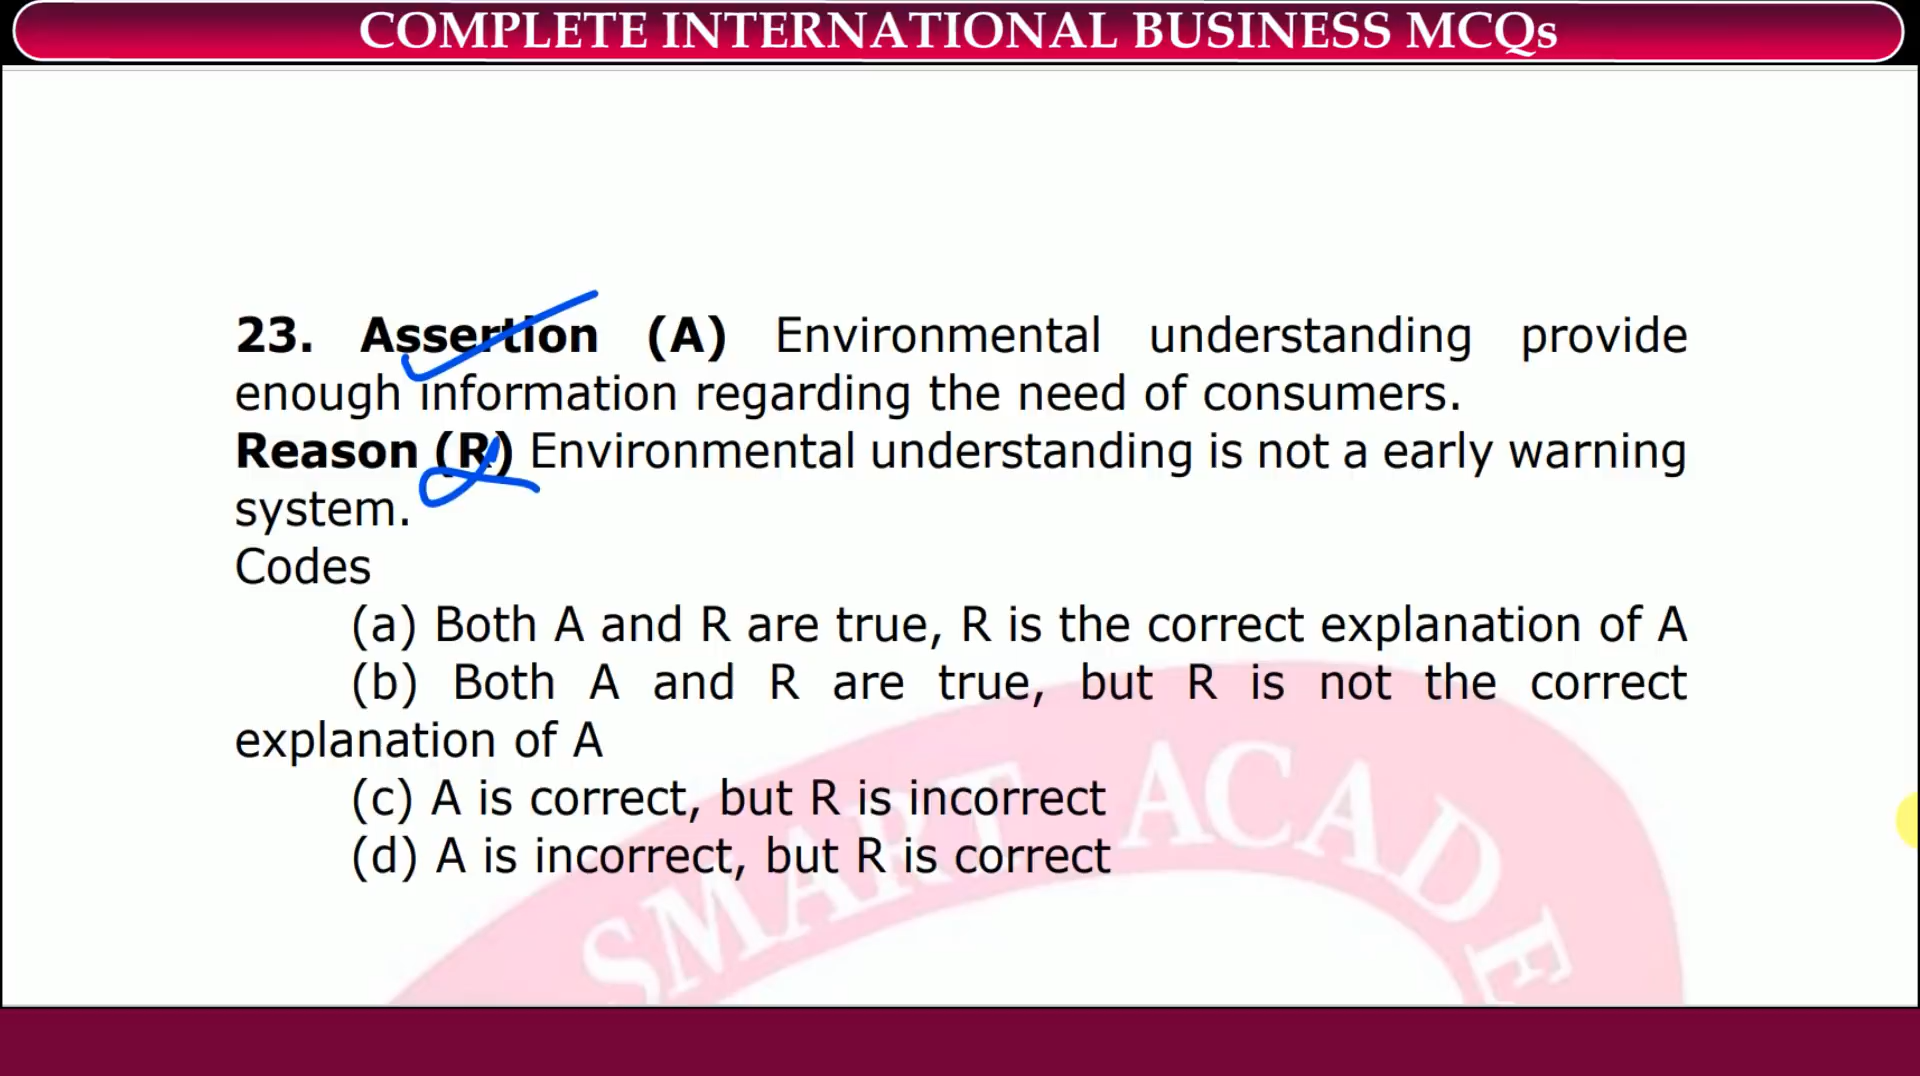 COMPLETE INTERNATIONAL BUSINESS MCQs
23. Assertion (A) Environmental understanding provide
enough information regarding the need of consumers.
Reason (R) Environmental understanding is not a early warning
system.
Codes
(a) Both A and R are true, R is the correct explanation of A
(b) Both A and R are true, but R is not the correct
explanation of A
(c) A is correct, but R is incorrect
(d) A is incorrect, but R is correct
SMART ACADE